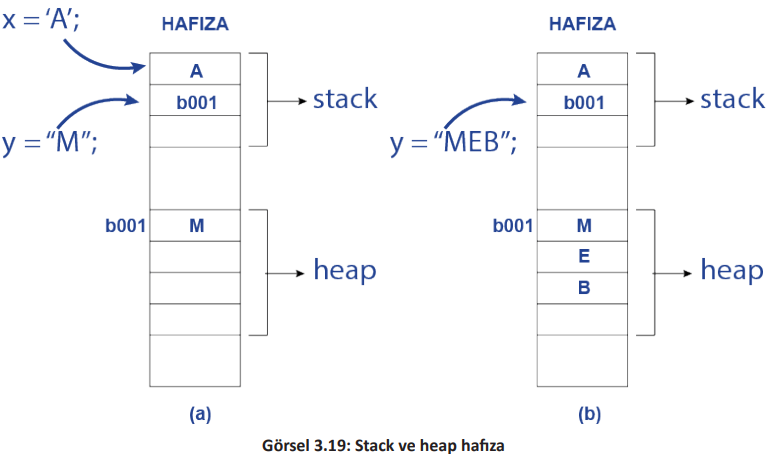 x = ‘A’;
HAFIZA
A
b001
stack
y = “M”;
b001
M
heap
(a)
HAFIZA
A
b001
stack
y = “MEB”;
b001
M
E
B
heap
(b)
Görsel 3.19: Stack ve heap hafıza